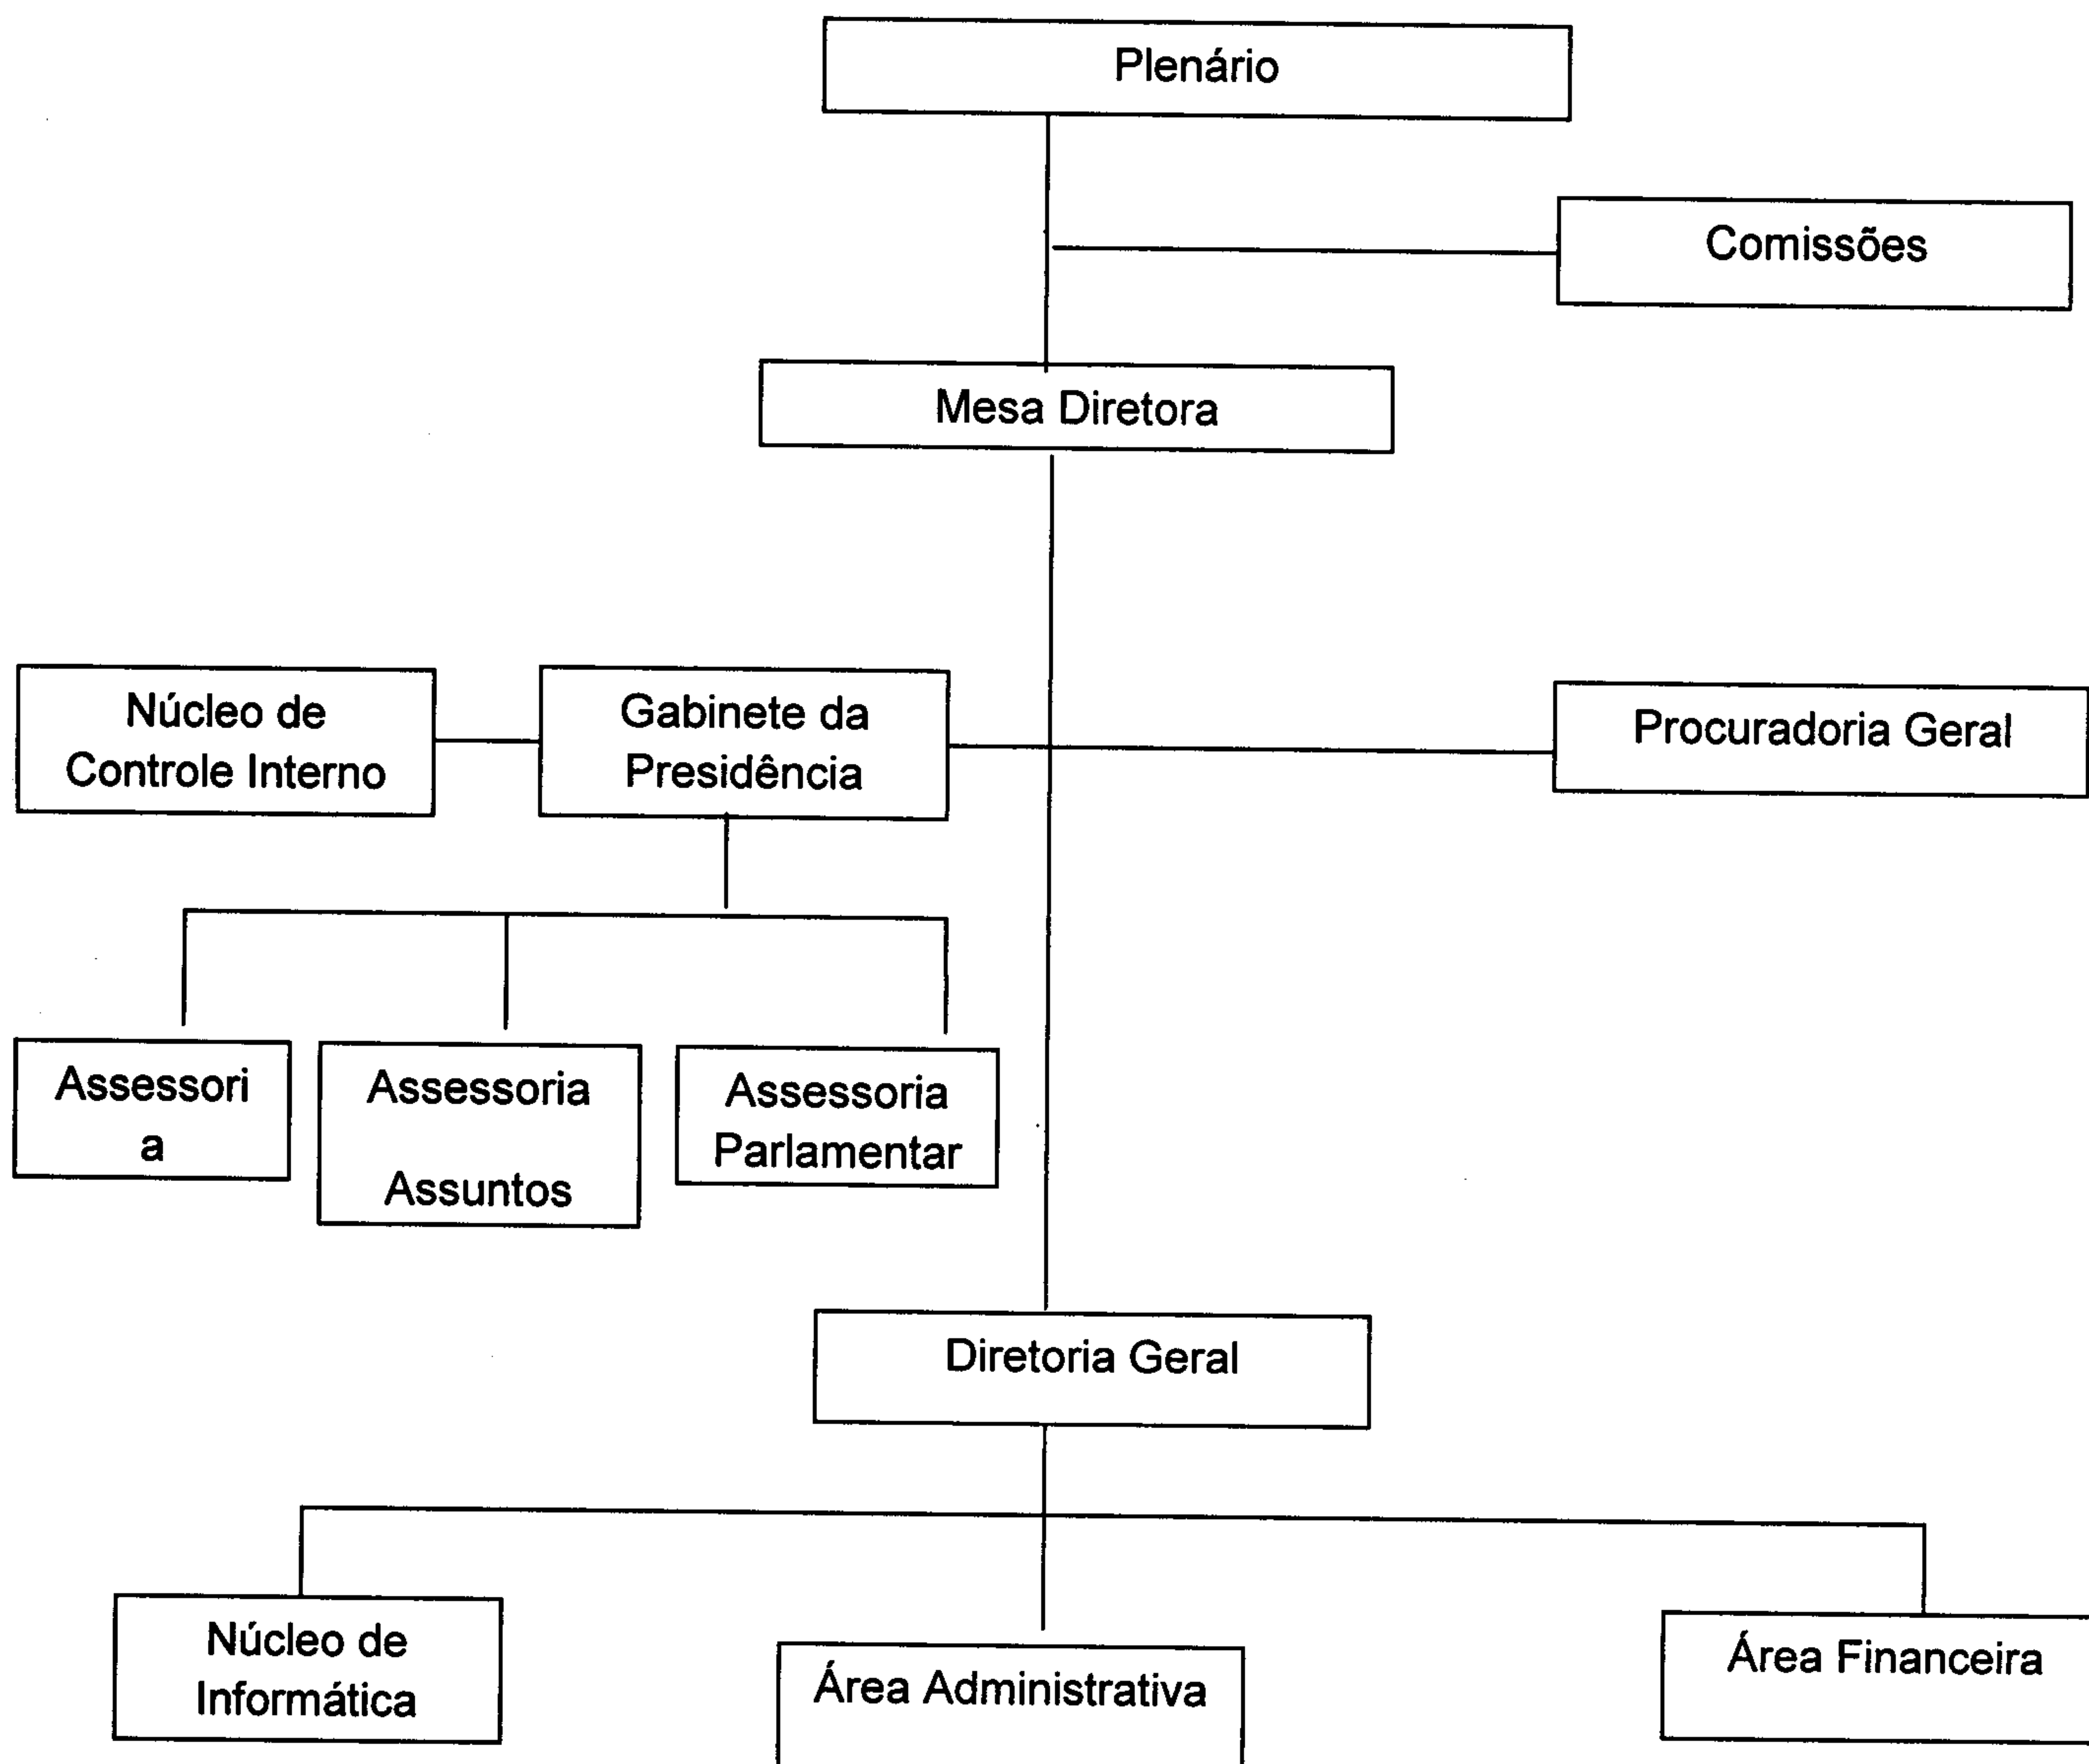 Plenário
Comissões
Mesa Diretora
Núcleo de
Controle Interno
Gabinete da
Presidência
Procuradoria Geral
Assessori
a
Assessoria
Assuntos
Assessoria
Parlamentar
Diretoria Geral
Núcleo de
Informática
Área Administrativa
Área Financeira